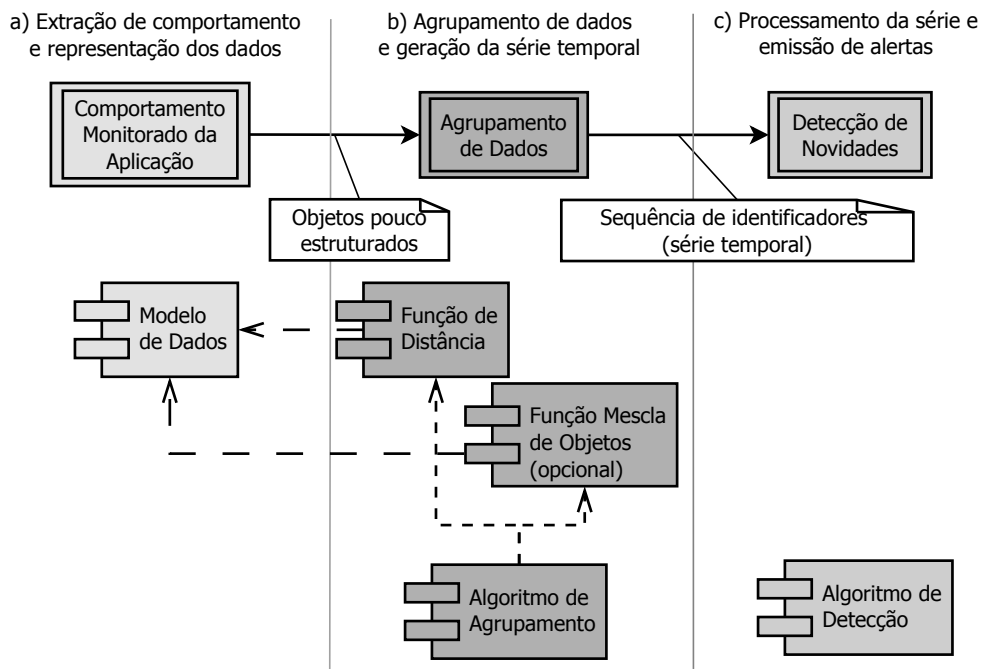 a) Extração de comportamento
e representação dos dados
b) Agrupamento de dados
e geração da série temporal
c) Processamento da série e
emissão de alertas
Comportamento
Monitorado da
Aplicação
Agrupamento
de Dados
Detecção de
Novidades
Objetos pouco
estruturados
Sequência de identificadores
(série temporal)
Modelo
de Dados
Função de
Distância
Função Mescla
de Objetos
(opcional)
Algoritmo de
Agrupamento
Algoritmo de
Detecção